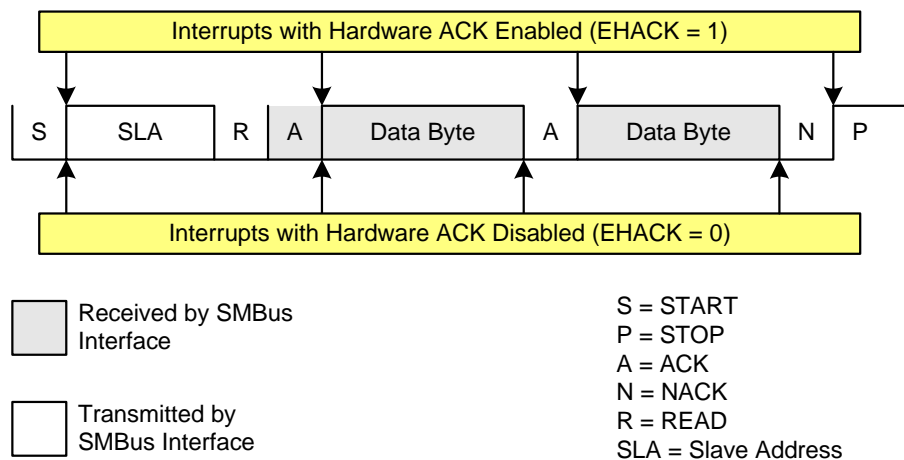 Interrupts with Hardware ACK Enabled (EHACK = 1)
S SLA R A Data Byte A Data Byte N P
Interrupts with Hardware ACK Disabled (EHACK = 0)
Received by SMBus
Interface
Transmitted by
SMBus Interface
S = START
P = STOP
A = ACK
N = NACK
R = READ
SLA = Slave Address